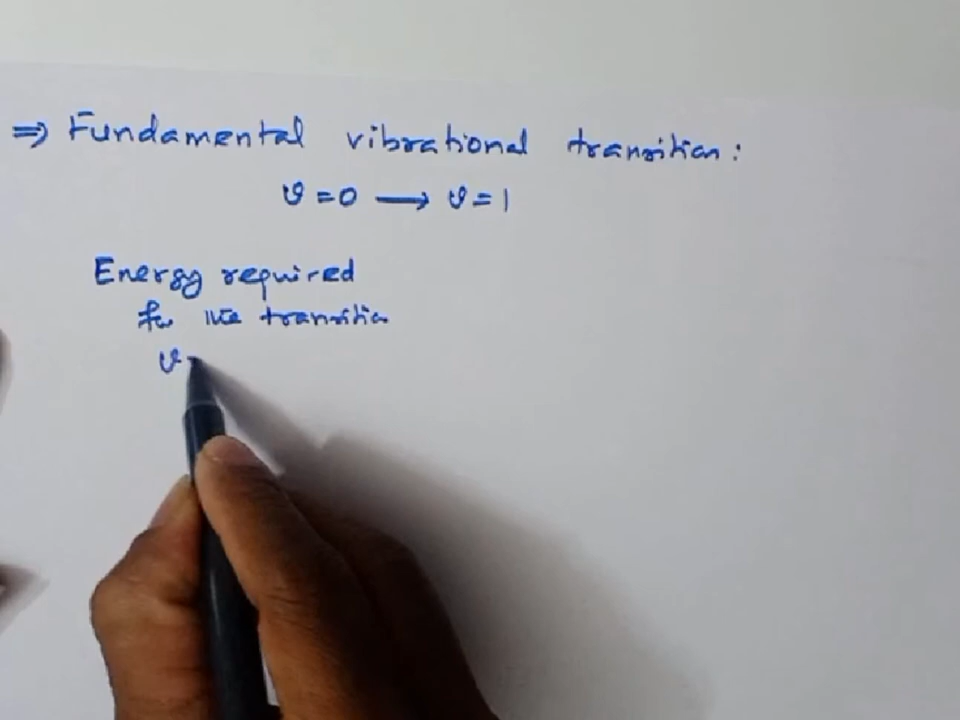 ⇒ Fundamental vibrational transition:
v = 0 → v = 1
Energy required
for the transition
v